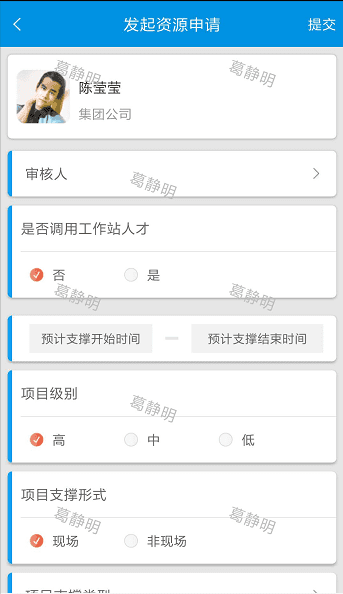 发起资源申请 提交
葛静明 葛静明
陈莹莹
集团公司
审核人
葛静明
是否调用工作站人才
否 是
葛静明 葛静明
预计支撑开始时间 预计支撑结束时间
项目级别
葛静明
高 中 低
项目支撑形式
葛静明 葛静明
现场 非现场
项目支撑类型